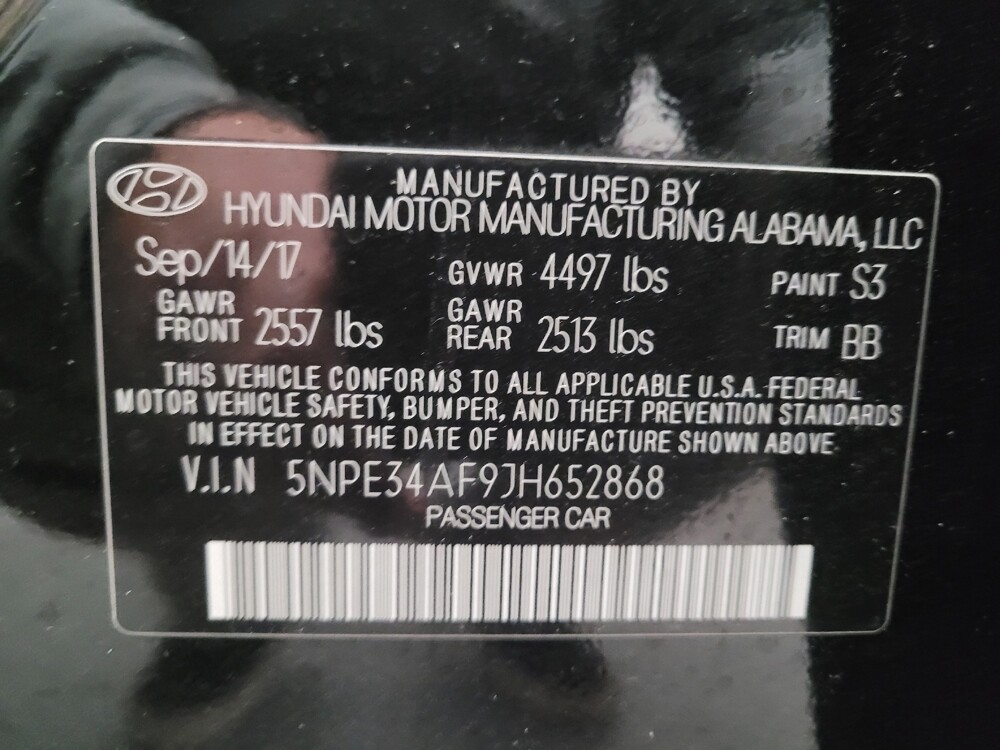 MANUFACTURED BY
HYUNDAI MOTOR MANUFACTURING ALABAMA, LLC
Sep/14/17 GVWR 4497 lbs PAINT S3
GAWR FRONT 2557 lbs GAWR REAR 2513 lbs TRIM BB
THIS VEHICLE CONFORMS TO ALL APPLICABLE U.S.A. FEDERAL
MOTOR VEHICLE SAFETY, BUMPER, AND THEFT PREVENTION STANDARDS
IN EFFECT ON THE DATE OF MANUFACTURE SHOWN ABOVE
V.I.N 5NPE34AF9JH652868
PASSENGER CAR